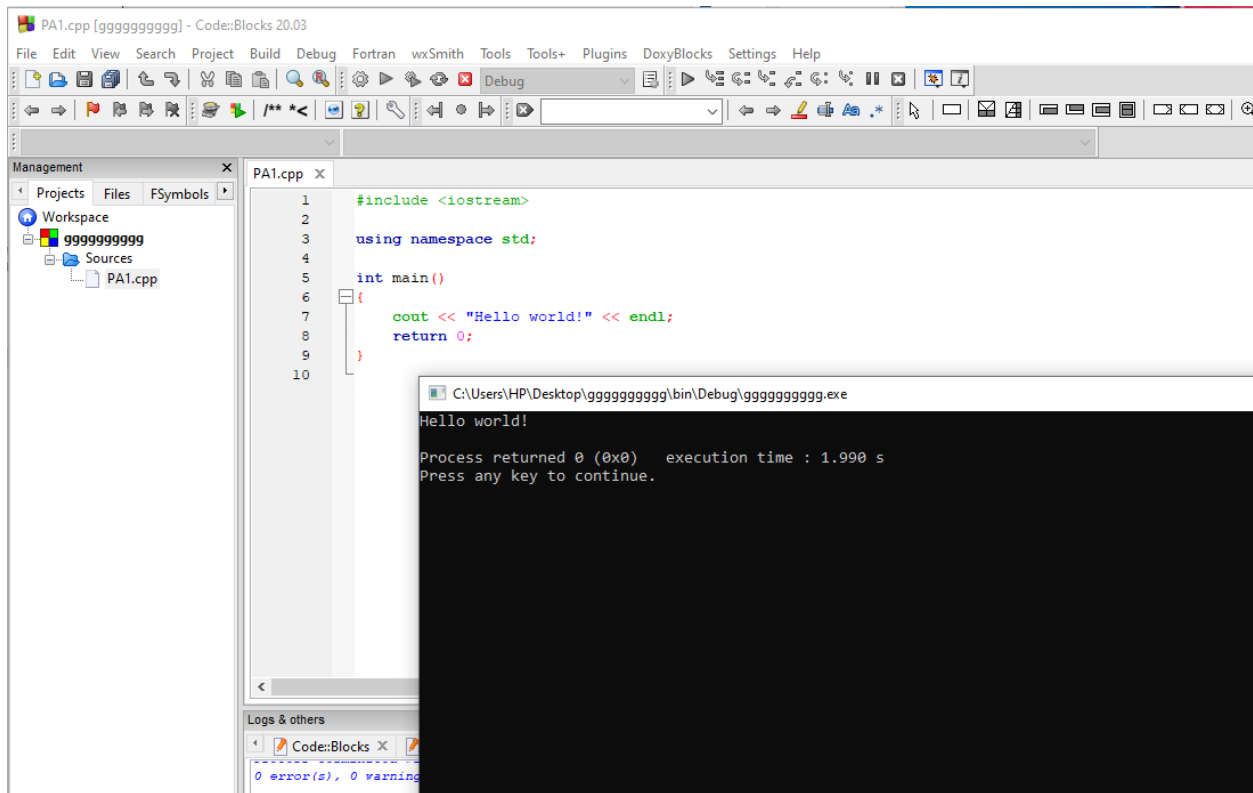 PA1.cpp [gggggggggg] - Code::Blocks 20.03
File Edit View Search Project Build Debug Fortran wxSmith Tools Tools+ Plugins DoxyBlocks Settings Help
Debug
/** *<
Management
PA1.cpp
Projects Files FSymbols
Workspace
gggggggggg
Sources
PA1.cpp
1 #include <iostream>
2
3 using namespace std;
4
5 int main()
6 {
7 cout << "Hello world!" << endl;
8 return 0;
9 }
10
C:\Users\HP\Desktop\gggggggggg\bin\Debug\gggggggggg.exe
Hello world!
Process returned 0 (0x0) execution time : 1.990 s
Press any key to continue.
Logs & others
Code::Blocks
0 error(s), 0 warning